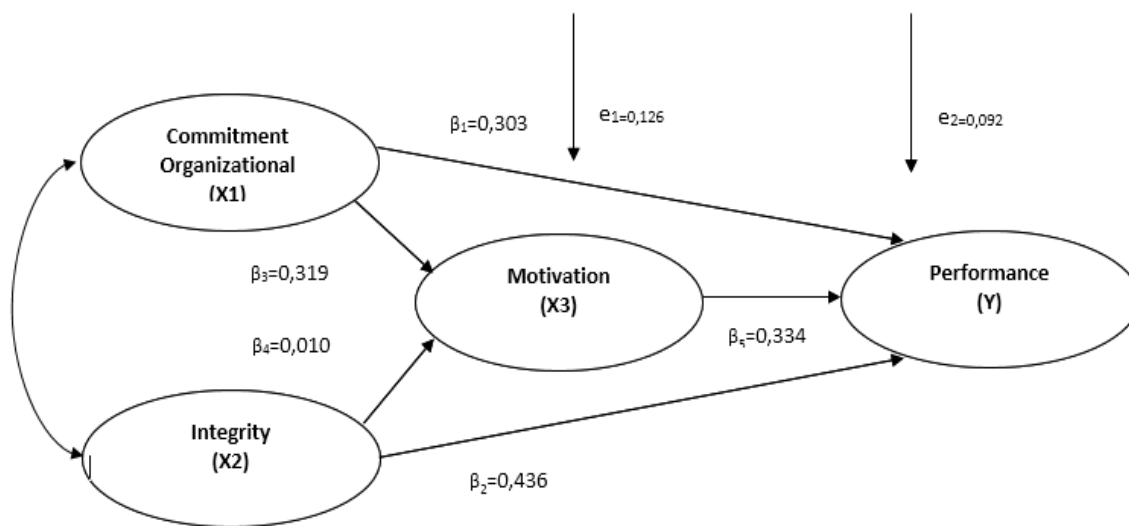 β₁=0,303
e₁₌₀,₁₂₆
e₂₌₀,₀₉₂
Commitment
Organizational
(X1)
β₃=0,319
Motivation
(X3)
Performance
(Y)
β₄=0,010
β₅=0,334
Integrity
(X2)
β₂=0,436